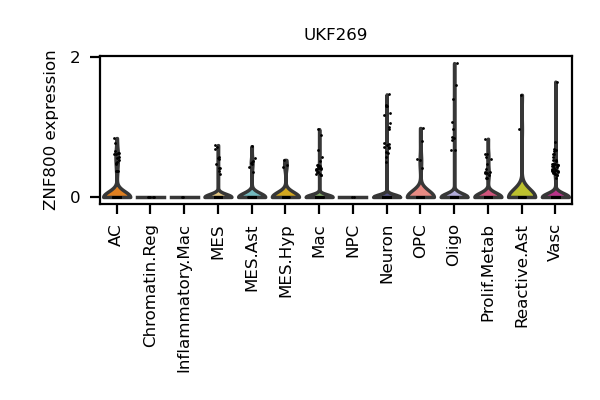 UKF269
ZNF800 expression
2
0
AC
Chromatin.Reg
Inflammatory.Mac
MES
MES.Ast
MES.Hyp
Mac
NPC
Neuron
OPC
Oligo
Prolif.Metab
Reactive.Ast
Vasc